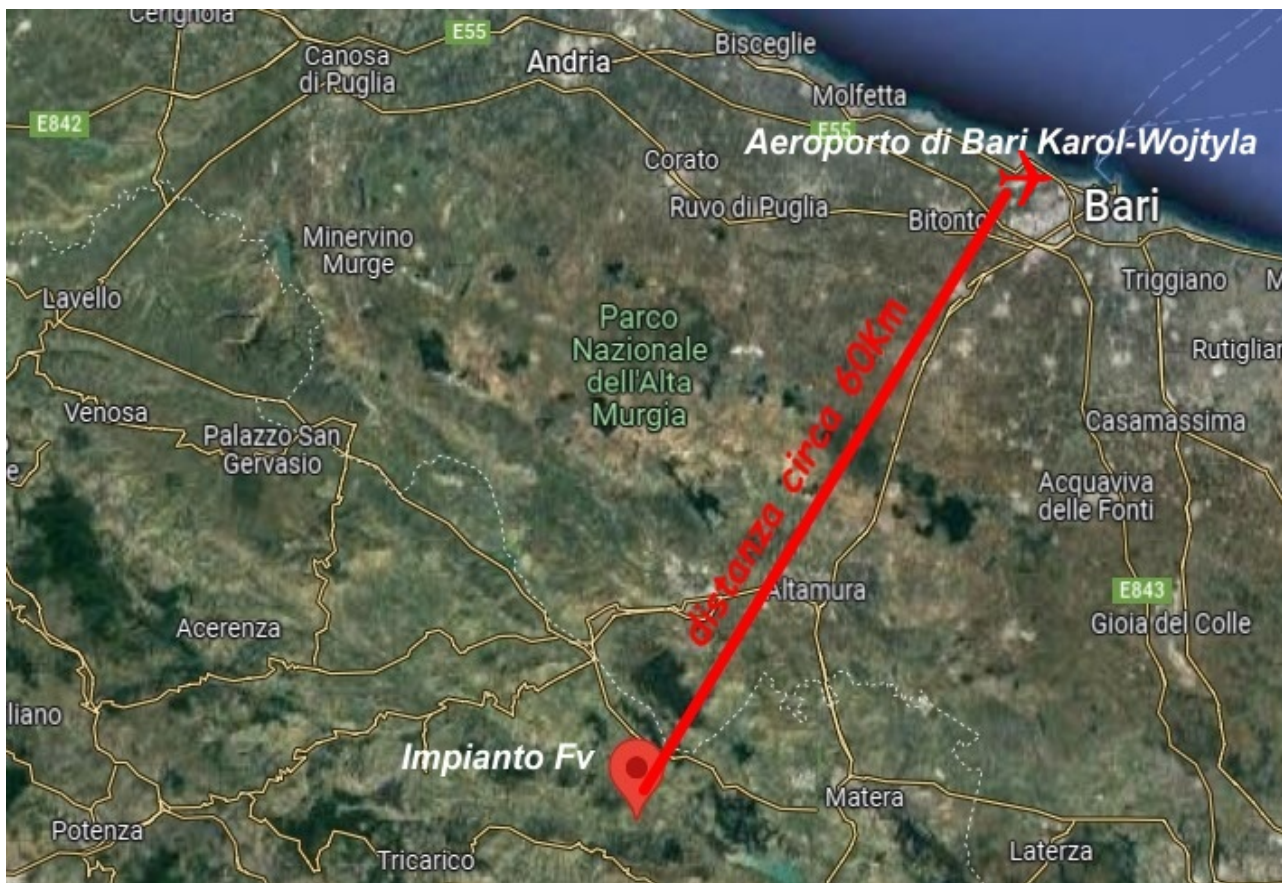 Cerignola
E55
Bisceglie
Canosa
di Puglia
Andria
Molfetta
E842
E55
Aeroporto di Bari Karol-Wojtyla
Corato
Ruvo di Puglia
Bitonto
Bari
Minervino
Murge
Triggiano
M
Lavello
Parco
Nazionale
dell'Alta
Murgia
distanza circa 60Km
Rutiglian
Venosa
Palazzo San
Gervasio
Casamassima
e
Acquaviva
delle Fonti
Altamura
E843
Acerenza
Gioia del Colle
liano
Impianto Fv
Matera
Potenza
Tricarico
Laterza